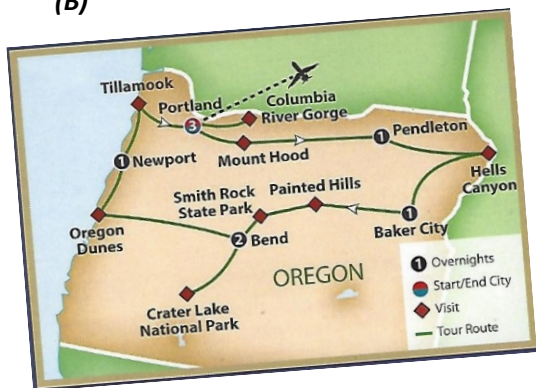 (B)
Tillamook
Portland
3
Columbia
River Gorge
Mount Hood
1
Pendleton
Hells
Canyon
1
Newport
Smith Rock
State Park
Painted Hills
1
Baker City
Oregon
Dunes
2
Bend
OREGON
Crater Lake
National Park
1
Overnights
Start/End City
Visit
Tour Route